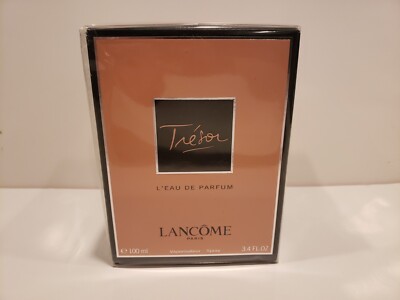 Trésor
L'EAU DE PARFUM
LANCÔME
PARIS
℮ 100 ml 3.4 FL.OZ